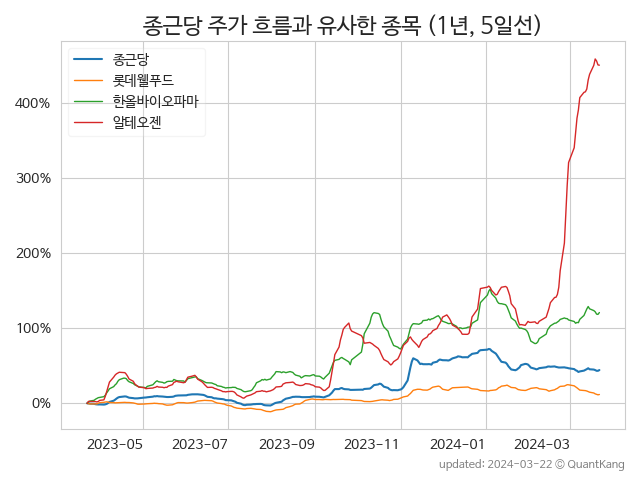 종근당 주가 흐름과 유사한 종목 (1년, 5일선)
종근당
롯데웰푸드
한올바이오파마
알테오젠
400%
300%
200%
100%
0%
2023-05
2023-07
2023-09
2023-11
2024-01
2024-03
updated: 2024-03-22 © QuantKang